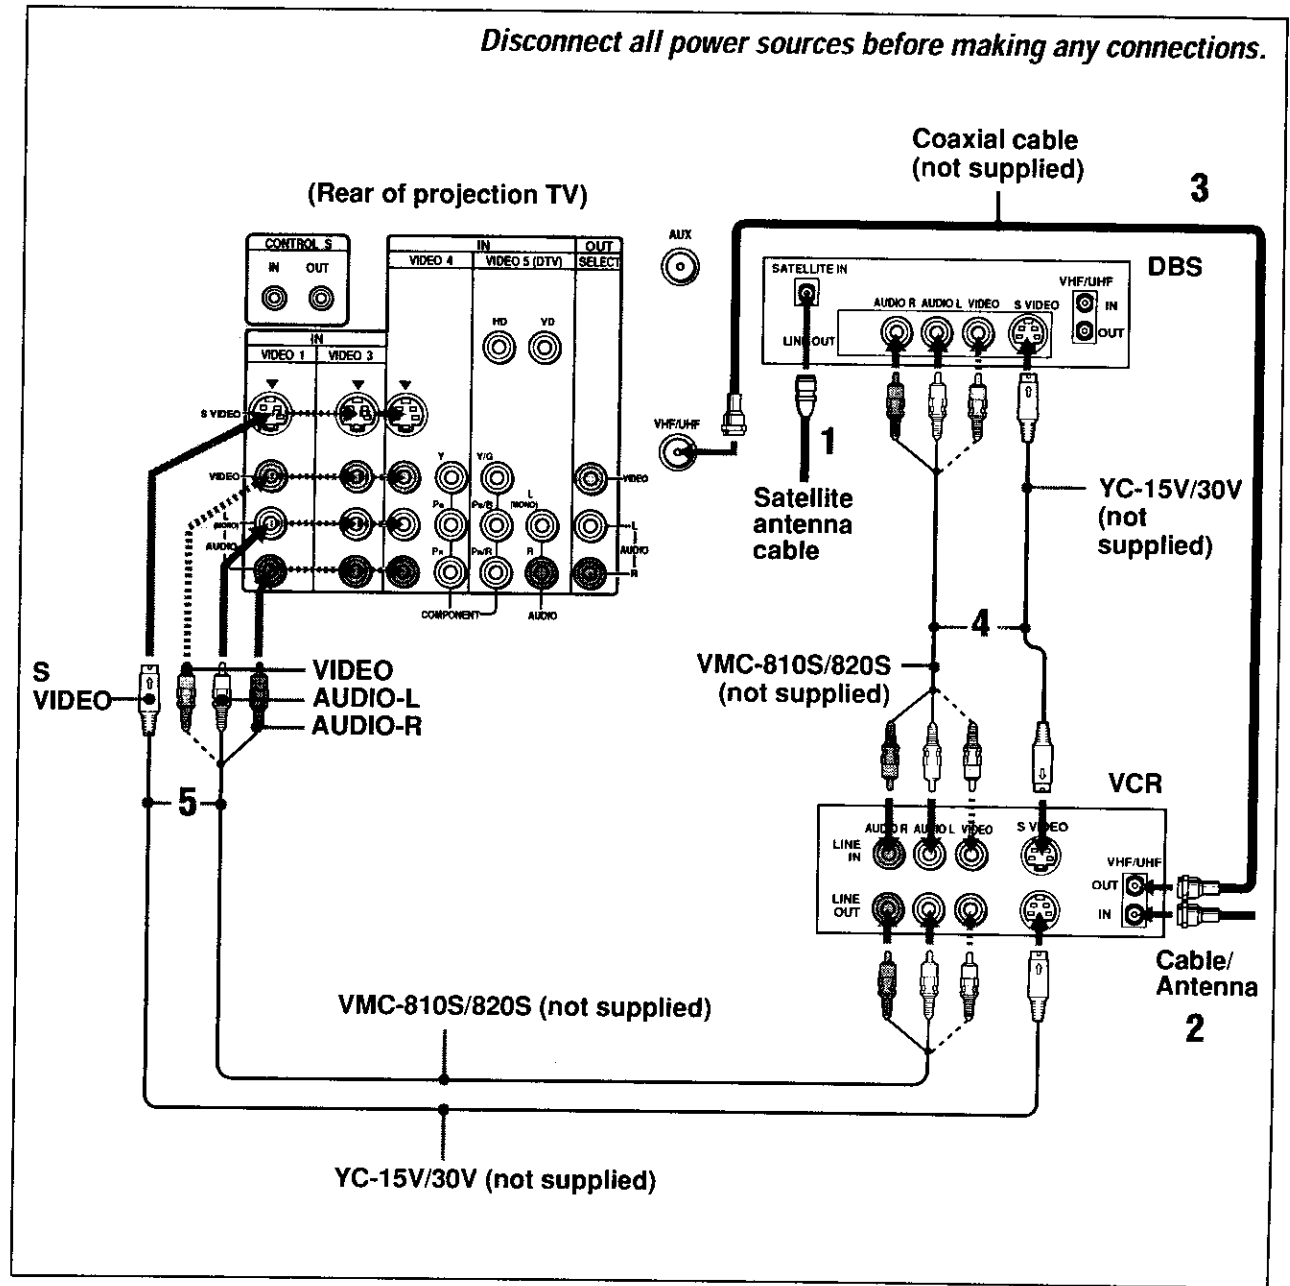 Disconnect all power sources before making any connections.
Coaxial cable
(not supplied)
3
(Rear of projection TV)
CONTROL S
IN
OUT
IN
OUT
VIDEO 4
VIDEO 5 (DTV)
SELECT
HD
VD
IN
VIDEO 1
VIDEO 3
S VIDEO
VIDEO
L
(MONO)
AUDIO
Y
PB
PR
Y/G
PB/B
PR/R
L
(MONO)
R
COMPONENT
AUDIO
VIDEO
L
AUDIO
R
AUX
VHF/UHF
DBS
SATELLITE IN
AUDIO R
AUDIO L
VIDEO
S VIDEO
VHF/UHF
IN
OUT
LINE OUT
1
Satellite
antenna
cable
YC-15V/30V
(not
supplied)
4
VMC-810S/820S
(not supplied)
S
VIDEO
VIDEO
AUDIO-L
AUDIO-R
5
VCR
AUDIO R
AUDIO L
VIDEO
S VIDEO
LINE
IN
LINE
OUT
VHF/UHF
OUT
IN
Cable/
Antenna
2
VMC-810S/820S (not supplied)
YC-15V/30V (not supplied)